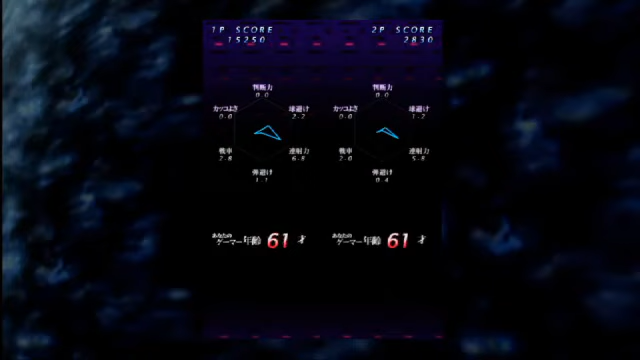 1P SCORE
15250
2P SCORE
2830
判断力
0-0
カッコよさ
0-0
球避け
2-2
戦車
2-8
連射力
6-8
弾避け
1-1
あなたの
ゲーマー年齢 61 才
判断力
0-0
カッコよさ
0-0
球避け
1-2
戦車
2-0
連射力
5-8
弾避け
0-4
あなたの
ゲーマー年齢 61 才